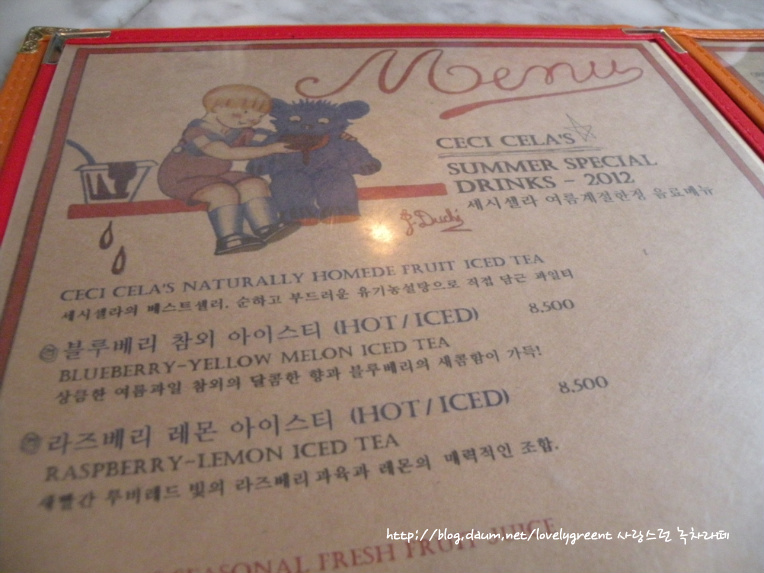 Menu
CECI CELA'S
SUMMER SPECIAL
DRINKS - 2012
세시셀라 여름계절한정 음료메뉴
J. Duchi
CECI CELA'S NATURALLY HOMEDE FRUIT ICED TEA
세시셀라의 베스트셀러. 순하고 부드러운 유기농설탕으로 직접 담근 과일티
블루베리 참외 아이스티 (HOT/ICED) 8.500
BLUEBERRY-YELLOW MELON ICED TEA
상큼한 여름과일 참외의 달콤한 향과 블루베리의 새콤함이 가득!
라즈베리 레몬 아이스티 (HOT/ICED) 8.500
RASPBERRY-LEMON ICED TEA
새빨간 루비레드 빛의 라즈베리과육과 레몬의 매력적인 조합.
SEASONAL FRESH FRUIT JUICE
http://blog.daum.net/lovelygreent 사랑스런 녹차라떼